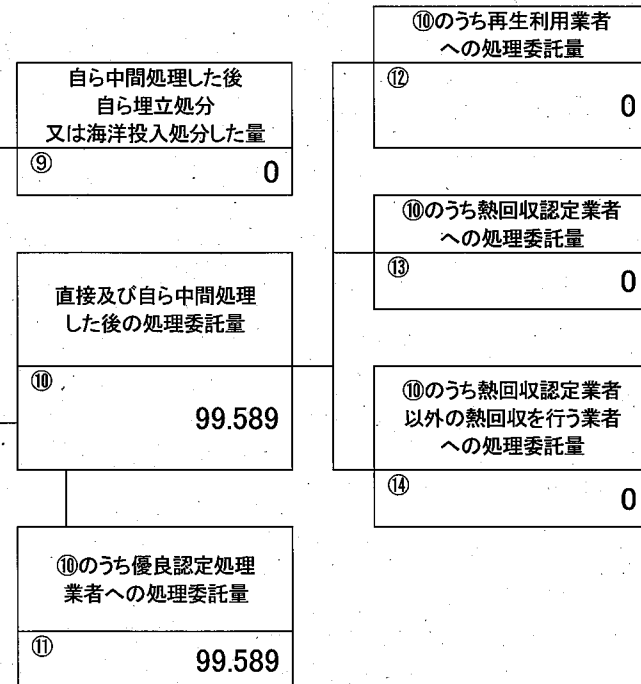 自ら中間処理した後
自ら埋立処分
又は海洋投入処分した量
⑨
0
直接及び自ら中間処理
した後の処理委託量
⑩
99.589
⑩のうち優良認定処理
業者への処理委託量
⑪
99.589
⑩のうち再生利用業者
への処理委託量
⑫
0
⑩のうち熱回収認定業者
への処理委託量
⑬
0
⑩のうち熱回収認定業者
以外の熱回収を行う業者
への処理委託量
⑭
0